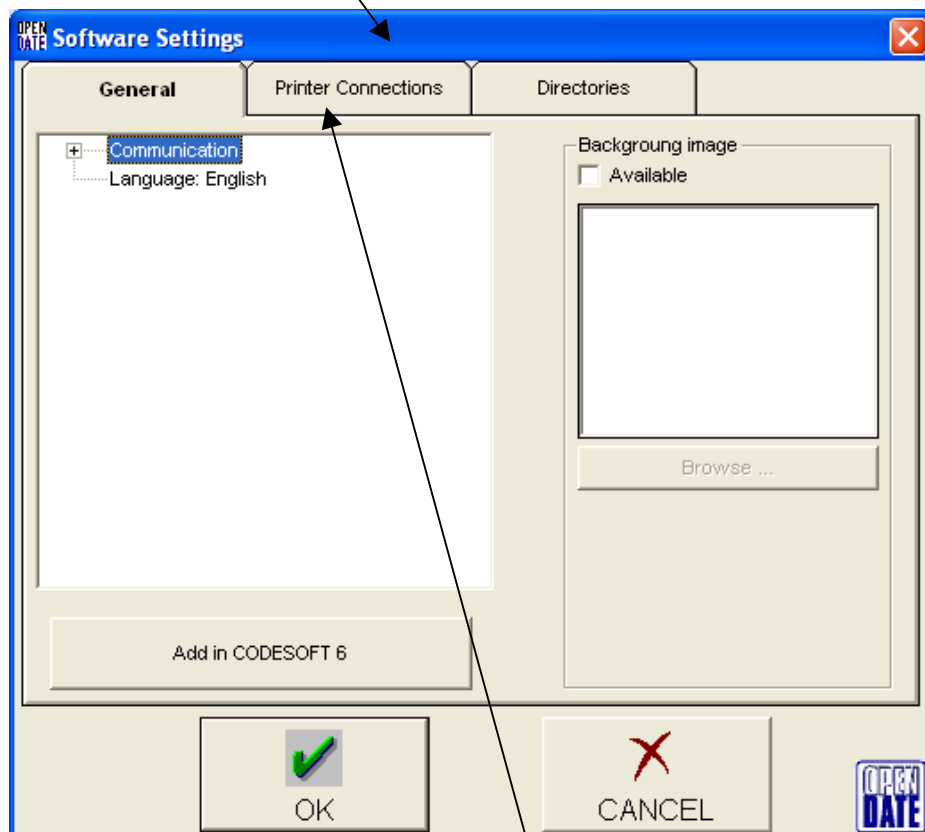 OPEN DATE Software Settings
General Printer Connections Directories
Communication
Language: English
Backgroung image
Available
Browse ...
Add in CODESOFT 6
OK
CANCEL
OPEN
DATE